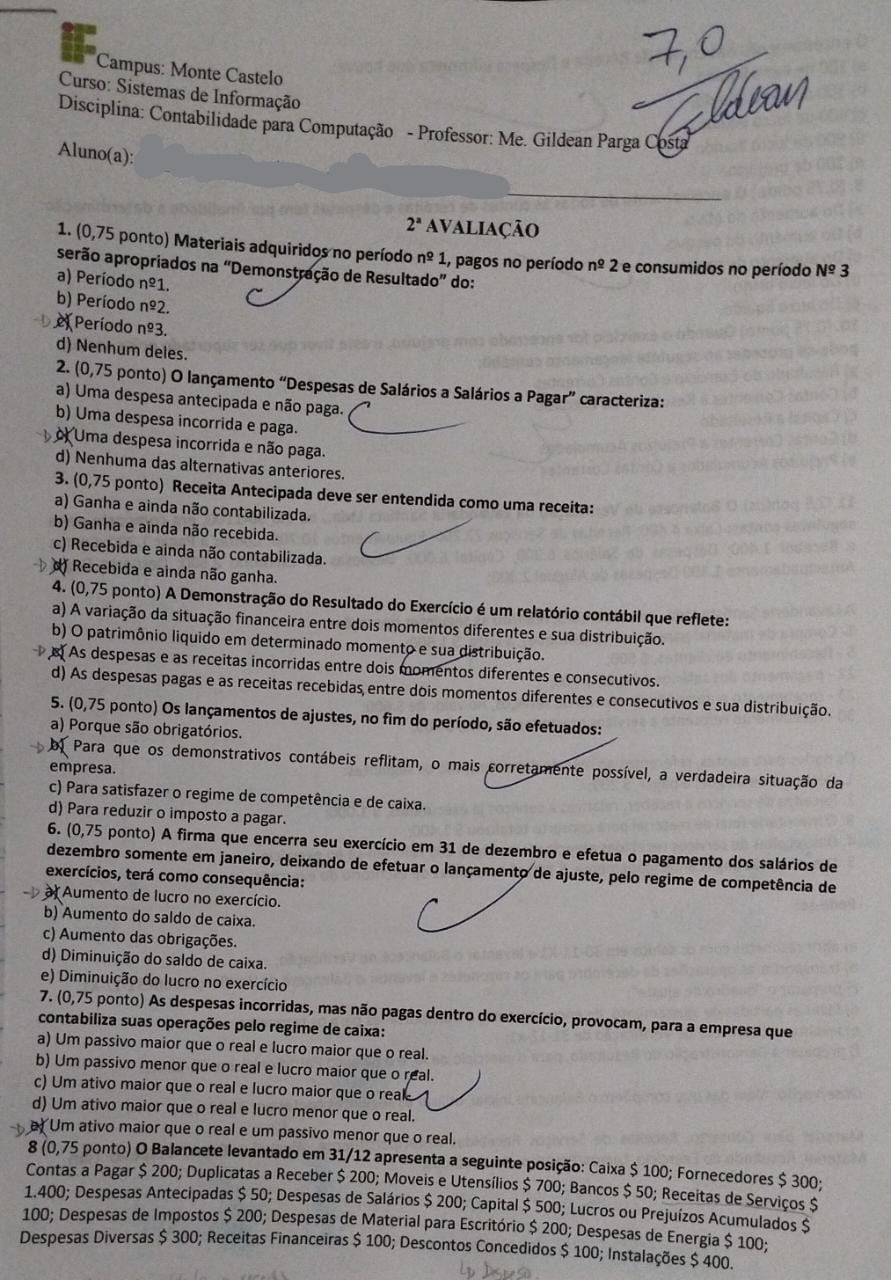 7,0
Gildean
IF
Campus: Monte Castelo
Curso: Sistemas de Informação
Disciplina: Contabilidade para Computação - Professor: Me. Gildean Parga Costa
Aluno(a):
2ª AVALIAÇÃO
1. (0,75 ponto) Materiais adquiridos no período nº 1, pagos no período nº 2 e consumidos no período Nº 3
serão apropriados na “Demonstração de Resultado” do:
a) Período nº1.
b) Período nº2.
c) Período nº3.
d) Nenhum deles.
2. (0,75 ponto) O lançamento “Despesas de Salários a Salários a Pagar” caracteriza:
a) Uma despesa antecipada e não paga.
b) Uma despesa incorrida e paga.
c) Uma despesa incorrida e não paga.
d) Nenhuma das alternativas anteriores.
3. (0,75 ponto) Receita Antecipada deve ser entendida como uma receita:
a) Ganha e ainda não contabilizada.
b) Ganha e ainda não recebida.
c) Recebida e ainda não contabilizada.
d) Recebida e ainda não ganha.
4. (0,75 ponto) A Demonstração do Resultado do Exercício é um relatório contábil que reflete:
a) A variação da situação financeira entre dois momentos diferentes e sua distribuição.
b) O patrimônio liquido em determinado momento e sua distribuição.
c) As despesas e as receitas incorridas entre dois momentos diferentes e consecutivos.
d) As despesas pagas e as receitas recebidas entre dois momentos diferentes e consecutivos e sua distribuição.
5. (0,75 ponto) Os lançamentos de ajustes, no fim do período, são efetuados:
a) Porque são obrigatórios.
b) Para que os demonstrativos contábeis reflitam, o mais corretamente possível, a verdadeira situação da
empresa.
c) Para satisfazer o regime de competência e de caixa.
d) Para reduzir o imposto a pagar.
6. (0,75 ponto) A firma que encerra seu exercício em 31 de dezembro e efetua o pagamento dos salários de
dezembro somente em janeiro, deixando de efetuar o lançamento de ajuste, pelo regime de competência de
exercícios, terá como consequência:
a) Aumento de lucro no exercício.
b) Aumento do saldo de caixa.
c) Aumento das obrigações.
d) Diminuição do saldo de caixa.
e) Diminuição do lucro no exercício
7. (0,75 ponto) As despesas incorridas, mas não pagas dentro do exercício, provocam, para a empresa que
contabiliza suas operações pelo regime de caixa:
a) Um passivo maior que o real e lucro maior que o real.
b) Um passivo menor que o real e lucro maior que o real.
c) Um ativo maior que o real e lucro maior que o real.
d) Um ativo maior que o real e lucro menor que o real.
e) Um ativo maior que o real e um passivo menor que o real.
8 (0,75 ponto) O Balancete levantado em 31/12 apresenta a seguinte posição: Caixa $ 100; Fornecedores $ 300;
Contas a Pagar $ 200; Duplicatas a Receber $ 200; Moveis e Utensílios $ 700; Bancos $ 50; Receitas de Serviços $
1.400; Despesas Antecipadas $ 50; Despesas de Salários $ 200; Capital $ 500; Lucros ou Prejuízos Acumulados $
100; Despesas de Impostos $ 200; Despesas de Material para Escritório $ 200; Despesas de Energia $ 100;
Despesas Diversas $ 300; Receitas Financeiras $ 100; Descontos Concedidos $ 100; Instalações $ 400.